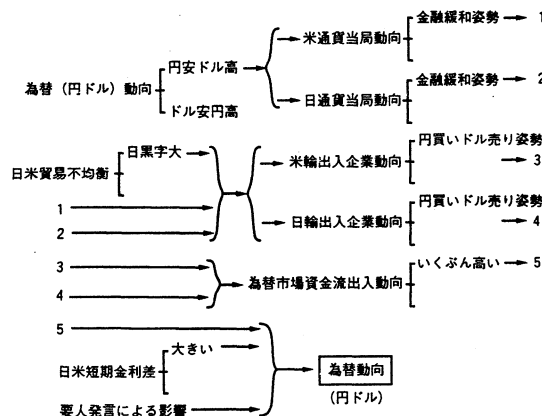 金融緩和姿勢 → 1
米通貨当局動向
円安ドル高
為替（円ドル）動向
金融緩和姿勢 → 2
日通貨当局動向
ドル安円高
日黒字大
円買いドル売り姿勢
米輸出入企業動向
→ 3
日米貿易不均衡
1
円買いドル売り姿勢
日輸出入企業動向
→ 4
2
3
いくぶん高い → 5
為替市場資金流出入動向
4
5
大きい
日米短期金利差
為替動向
（円ドル）
要人発言による影響